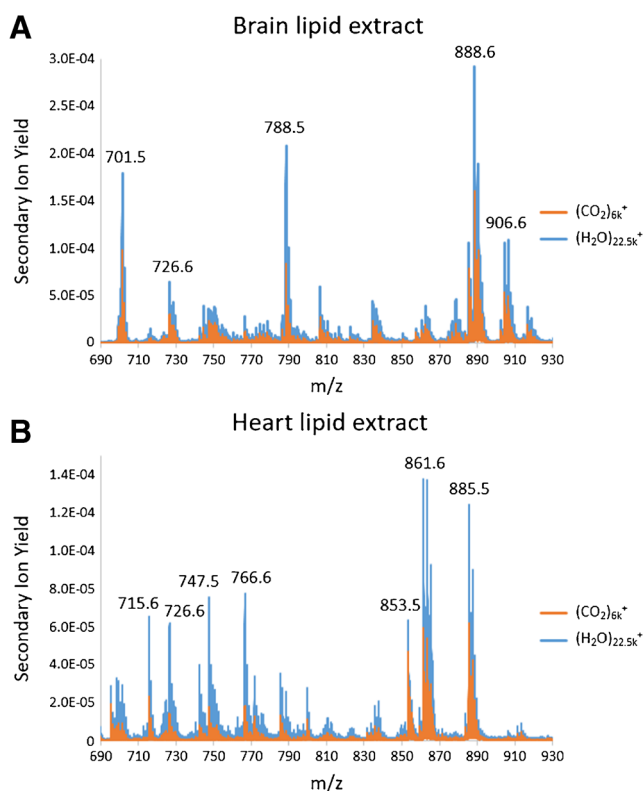 A
Brain lipid extract
Secondary Ion Yield
3.0E-04
2.5E-04
2.0E-04
1.5E-04
1.0E-04
5.0E-05
0
701.5
726.6
788.5
888.6
906.6
(CO₂)₆ₖ⁺
(H₂O)₂₂.₅ₖ⁺
690 710 730 750 770 790 810 830 850 870 890 910 930
m/z
B
Heart lipid extract
Secondary Ion Yield
1.4E-04
1.2E-04
1.0E-04
8.0E-05
6.0E-05
4.0E-05
2.0E-05
0
715.6
726.6
747.5
766.6
853.5
861.6
885.5
(CO₂)₆ₖ⁺
(H₂O)₂₂.₅ₖ⁺
690 710 730 750 770 790 810 830 850 870 890 910 930
m/z